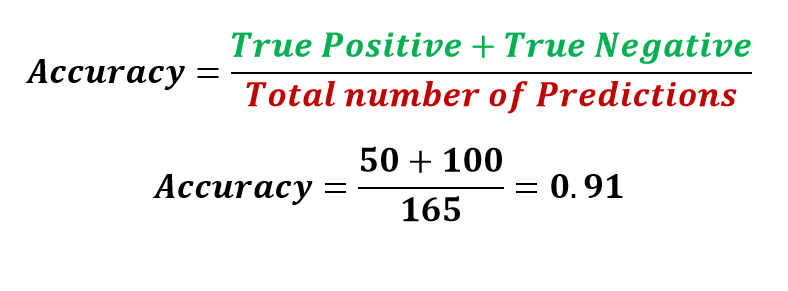 Accuracy = True Positive + True Negative / Total number of Predictions
Accuracy = 50 + 100 / 165 = 0.91